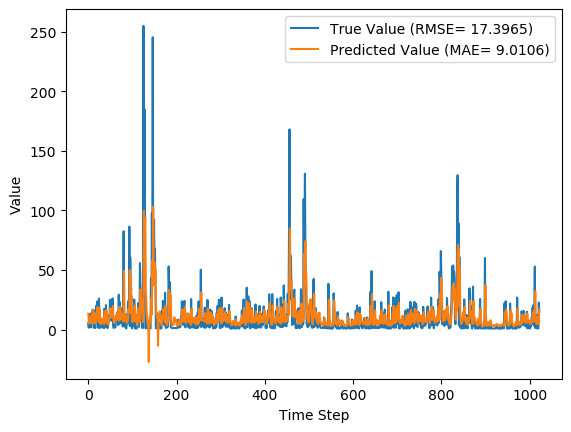 True Value (RMSE= 17.3965)
Predicted Value (MAE= 9.0106)
250
200
150
100
50
0
Value
0 200 400 600 800 1000
Time Step